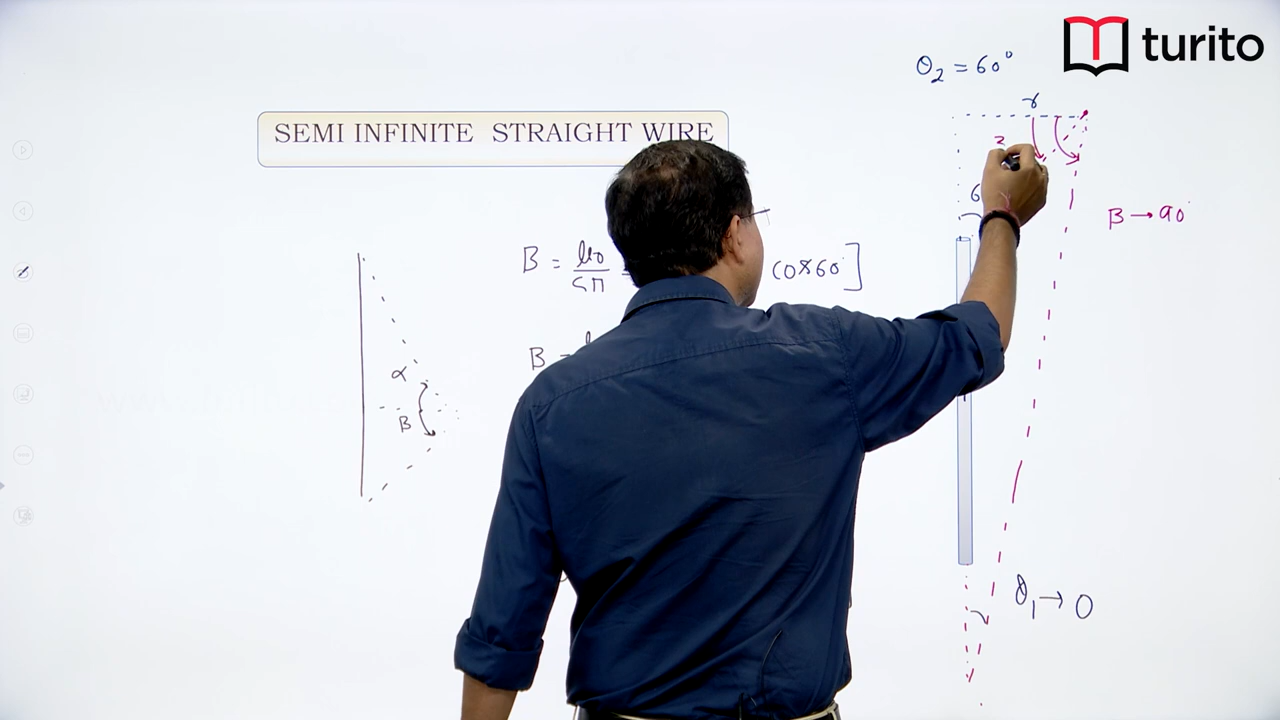 turito
θ₂ = 60°
SEMI INFINITE STRAIGHT WIRE
r
B → 90°
B = μ₀/4π
cos60°]
B =
α
B
θ₁ → 0